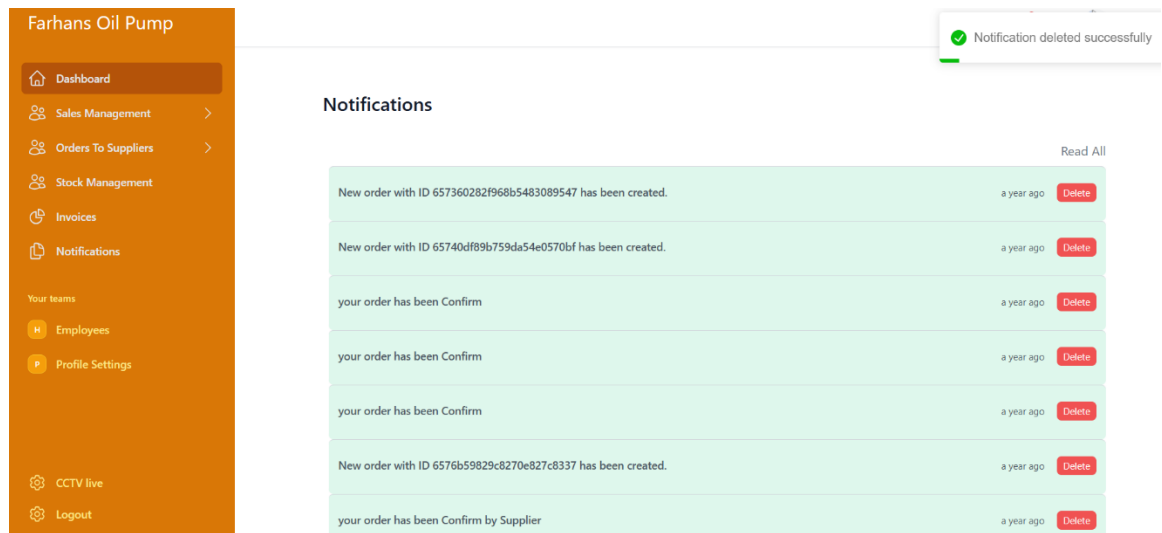 Farhans Oil Pump
Notification deleted successfully
Dashboard
Sales Management
Orders To Suppliers
Stock Management
Invoices
Notifications
Your teams
H Employees
P Profile Settings
CCTV live
Logout
Notifications
Read All
New order with ID 657360282f968b5483089547 has been created. a year ago Delete
New order with ID 65740df89b759da54e0570bf has been created. a year ago Delete
your order has been Confirm a year ago Delete
your order has been Confirm a year ago Delete
your order has been Confirm a year ago Delete
New order with ID 6576b59829c8270e827c8337 has been created. a year ago Delete
your order has been Confirm by Supplier a year ago Delete